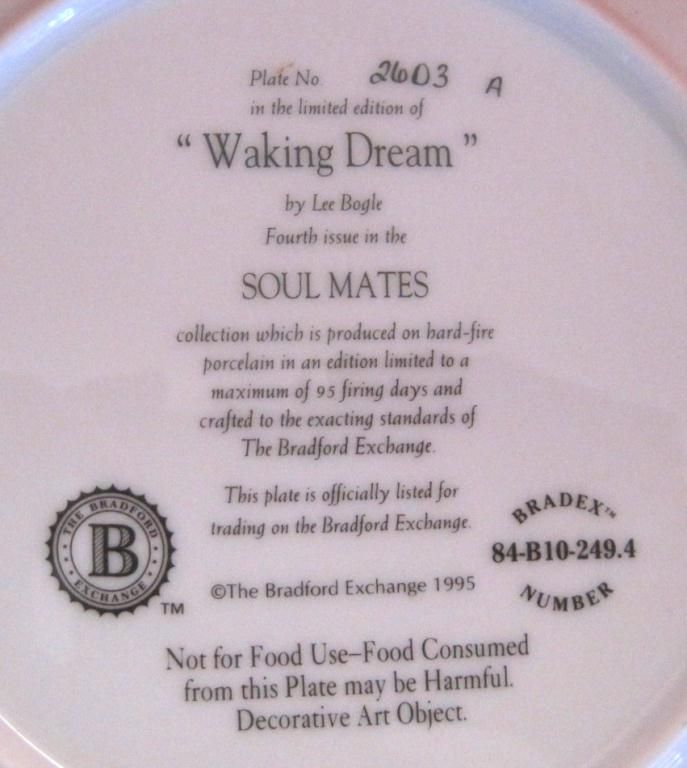 Plate No. 2603 A
in the limited edition of
“ Waking Dream ”
by Lee Bogle
Fourth issue in the
SOUL MATES
collection which is produced on hard-fire
porcelain in an edition limited to a
maximum of 95 firing days and
crafted to the exacting standards of
The Bradford Exchange.
This plate is officially listed for
trading on the Bradford Exchange.
©The Bradford Exchange 1995
THE BRADFORD
B
EXCHANGE
TM
BRADEX™
84-B10-249.4
NUMBER
Not for Food Use–Food Consumed
from this Plate may be Harmful.
Decorative Art Object.